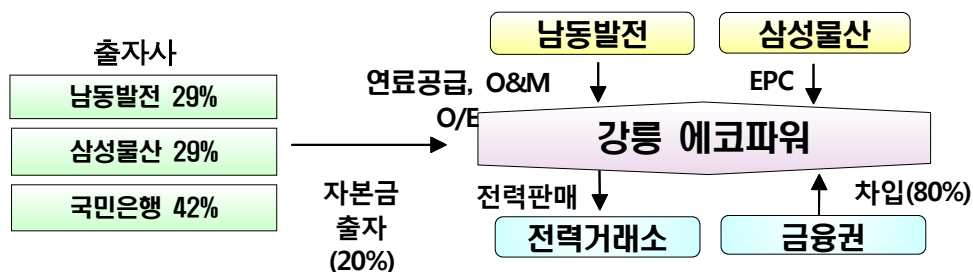 출자사
남동발전 29%
삼성물산 29%
국민은행 42%
자본금
출자
(20%)
남동발전
삼성물산
연료공급, O&M
O/E
EPC
강릉 에코파워
전력판매
차입(80%)
전력거래소
금융권